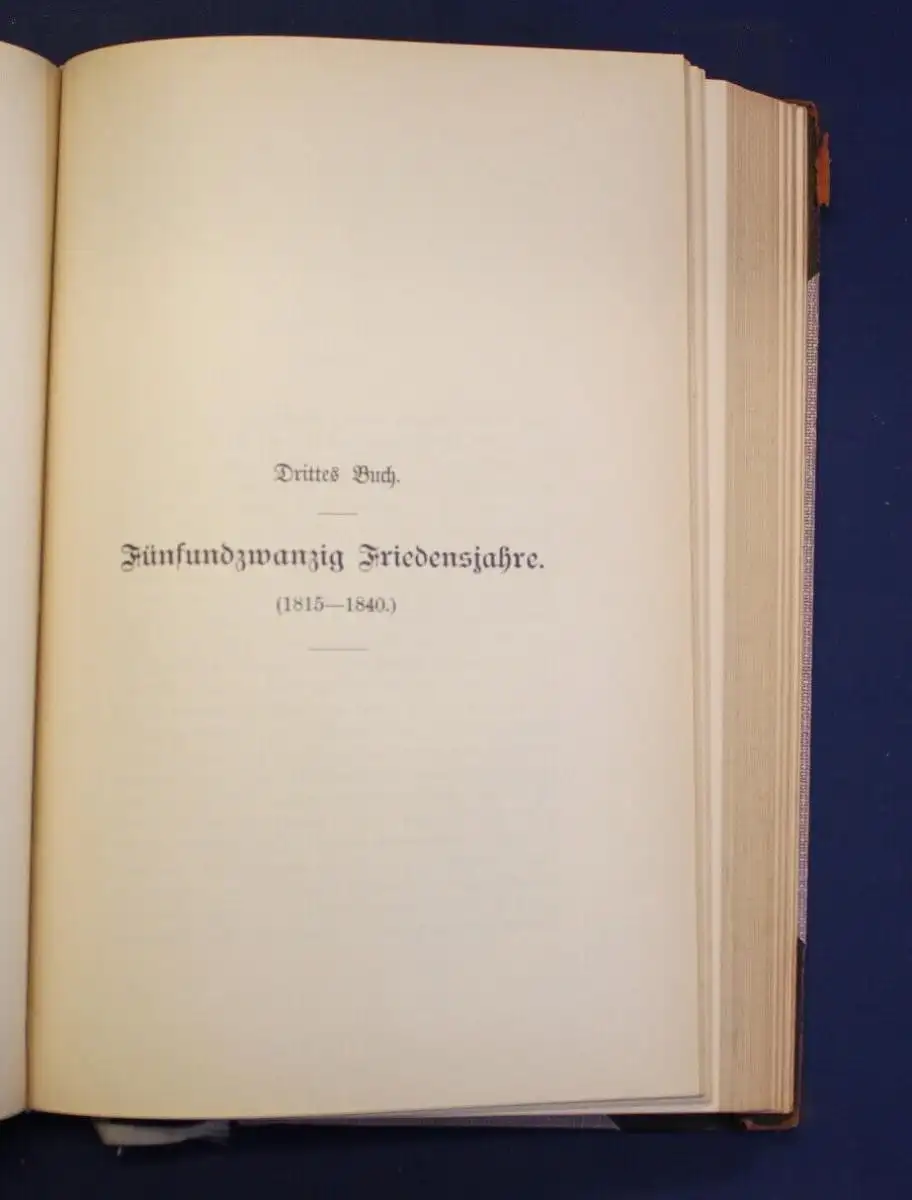 Drittes Buch.
Fünfundzwanzig Friedensjahre.
(1815—1840.)